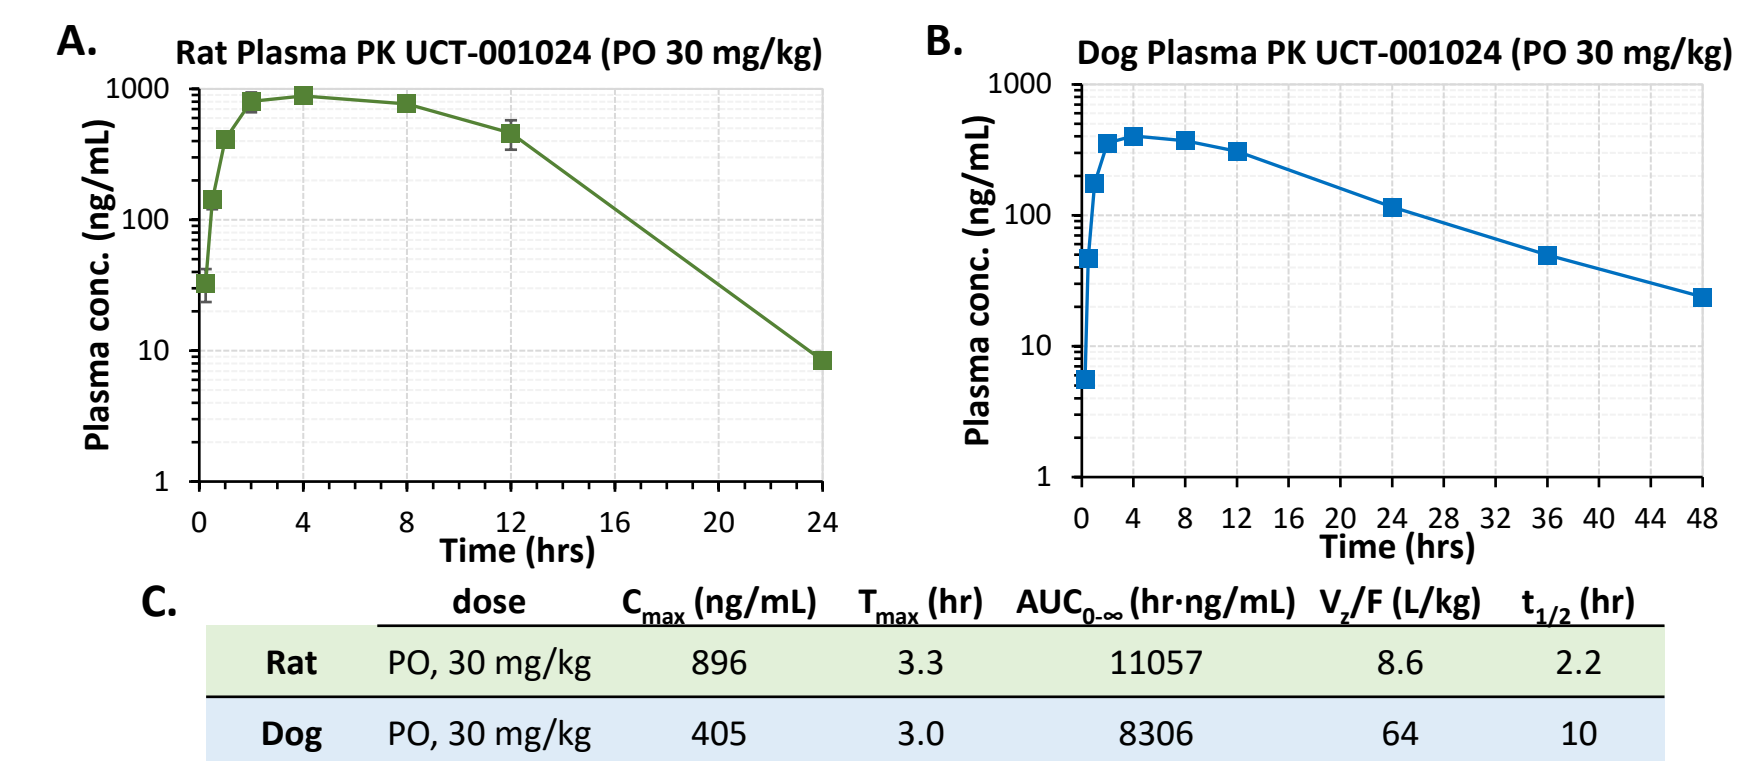 A.
Rat Plasma PK UCT-001024 (PO 30 mg/kg)
1000
100
10
1
Plasma conc. (ng/mL)
0 4 8 12 16 20 24
Time (hrs)
B.
Dog Plasma PK UCT-001024 (PO 30 mg/kg)
1000
100
10
1
Plasma conc. (ng/mL)
0 4 8 12 16 20 24 28 32 36 40 44 48
Time (hrs)
C.
dose Cmax (ng/mL) Tmax (hr) AUC0-∞ (hr·ng/mL) Vz/F (L/kg) t1/2 (hr)
Rat PO, 30 mg/kg 896 3.3 11057 8.6 2.2
Dog PO, 30 mg/kg 405 3.0 8306 64 10